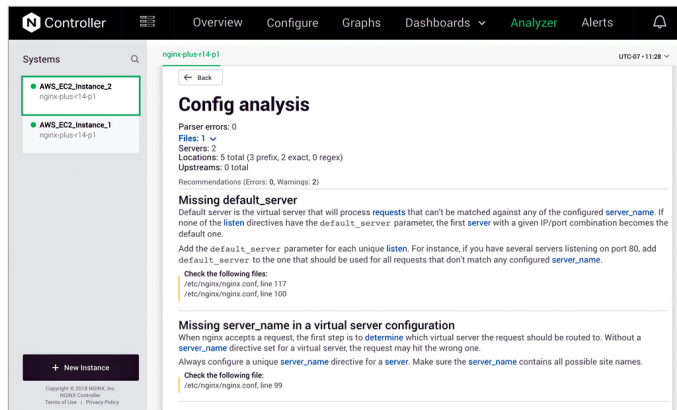 N Controller
Overview Configure Graphs Dashboards Analyzer Alerts
Systems
AWS_EC2_Instance_2
nginx-plus-r14-p1
AWS_EC2_Instance_1
nginx-plus-r14-p1
+ New Instance
Copyright © 2018 NGINX, Inc.
NGINX Controller
Terms of Use | Privacy Policy
nginx-plus-r14-p1
UTC-07 • 11:28
← Back
Config analysis
Parser errors: 0
Files: 1
Servers: 2
Locations: 5 total (3 prefix, 2 exact, 0 regex)
Upstreams: 0 total
Recommendations (Errors: 0, Warnings: 2)
Missing default_server
Default server is the virtual server that will process requests that can't be matched against any of the configured server_name. If
none of the listen directives have the default_server parameter, the first server with a given IP/port combination becomes the
default one.
Add the default_server parameter for each unique listen. For instance, if you have several servers listening on port 80, add
default_server to the one that should be used for all requests that don't match any configured server_name.
Check the following files:
/etc/nginx/nginx.conf, line 117
/etc/nginx/nginx.conf, line 100
Missing server_name in a virtual server configuration
When nginx accepts a request, the first step is to determine which virtual server the request should be routed to. Without a
server_name directive set for a virtual server, the request may hit the wrong one.
Always configure a unique server_name directive for a server. Make sure the server_name contains all possible site names.
Check the following file:
/etc/nginx/nginx.conf, line 99